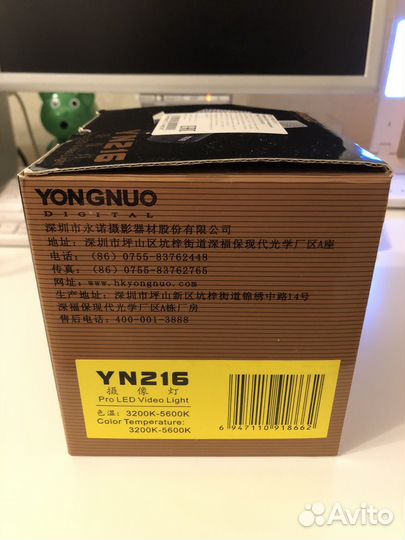 YN216
YONGNUO
DIGITAL
深圳市永诺摄影器材股份有限公司
地址：深圳市坪山区坑梓街道深福保现代光学厂区A座
电话：(86) 0755-83762448
传真：(86) 0755-83762765
网址：www.hkyongnuo.com
生产地址：深圳市坪山新区坑梓街道锦绣中路14号
深福保现代光学厂区A栋厂房
售后电话：400-001-3888
YN216
摄像灯
Pro LED Video Light
色温：3200K-5600K
Color Temperature:
3200K-5600K
6 947110 918662
Avito